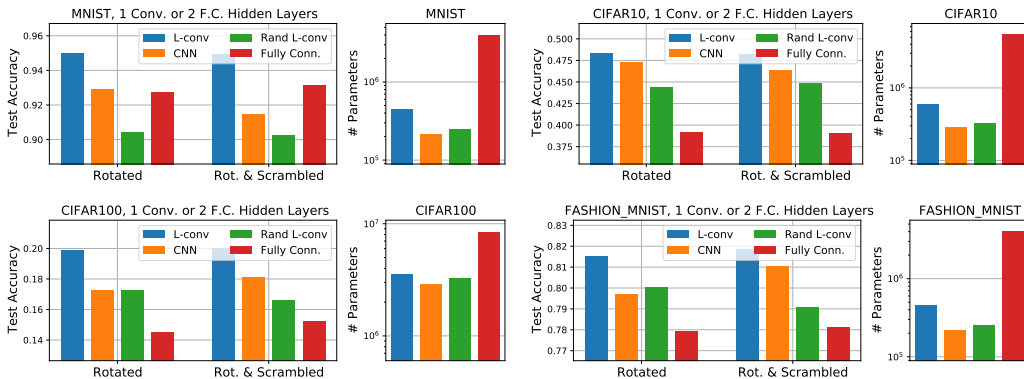 MNIST, 1 Conv. or 2 F.C. Hidden Layers
Test Accuracy
0.96
0.94
0.92
0.90
L-conv
CNN
Rand L-conv
Fully Conn.
Rotated
Rot. & Scrambled
MNIST
# Parameters
10^6
10^5
CIFAR10, 1 Conv. or 2 F.C. Hidden Layers
Test Accuracy
0.500
0.475
0.450
0.425
0.400
0.375
L-conv
CNN
Rand L-conv
Fully Conn.
Rotated
Rot. & Scrambled
CIFAR10
# Parameters
10^6
10^5
CIFAR100, 1 Conv. or 2 F.C. Hidden Layers
Test Accuracy
0.20
0.18
0.16
0.14
L-conv
CNN
Rand L-conv
Fully Conn.
Rotated
Rot. & Scrambled
CIFAR100
# Parameters
10^7
10^6
FASHION_MNIST, 1 Conv. or 2 F.C. Hidden Layers
Test Accuracy
0.83
0.82
0.81
0.80
0.79
0.78
0.77
L-conv
CNN
Rand L-conv
Fully Conn.
Rotated
Rot. & Scrambled
FASHION_MNIST
# Parameters
10^6
10^5